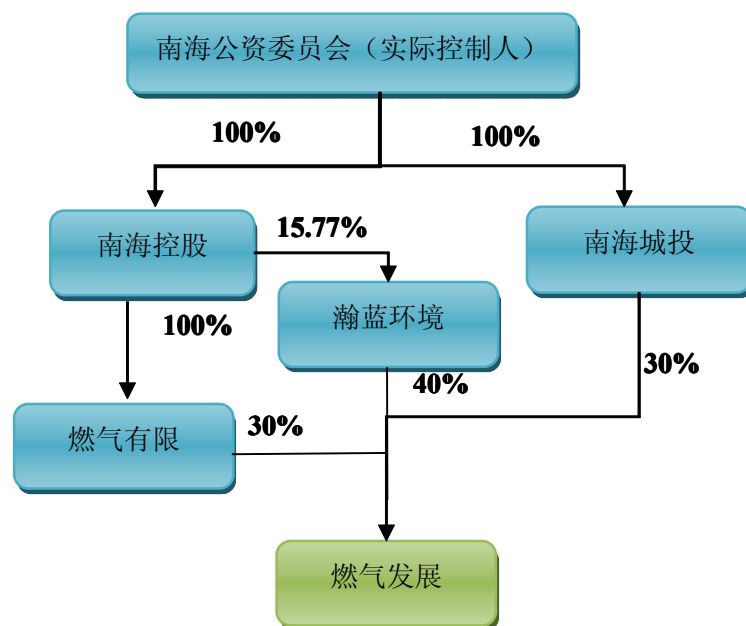 南海公资委员会（实际控制人）
100%
100%
南海控股
15.77%
南海城投
瀚蓝环境
100%
40%
30%
燃气有限
30%
燃气发展